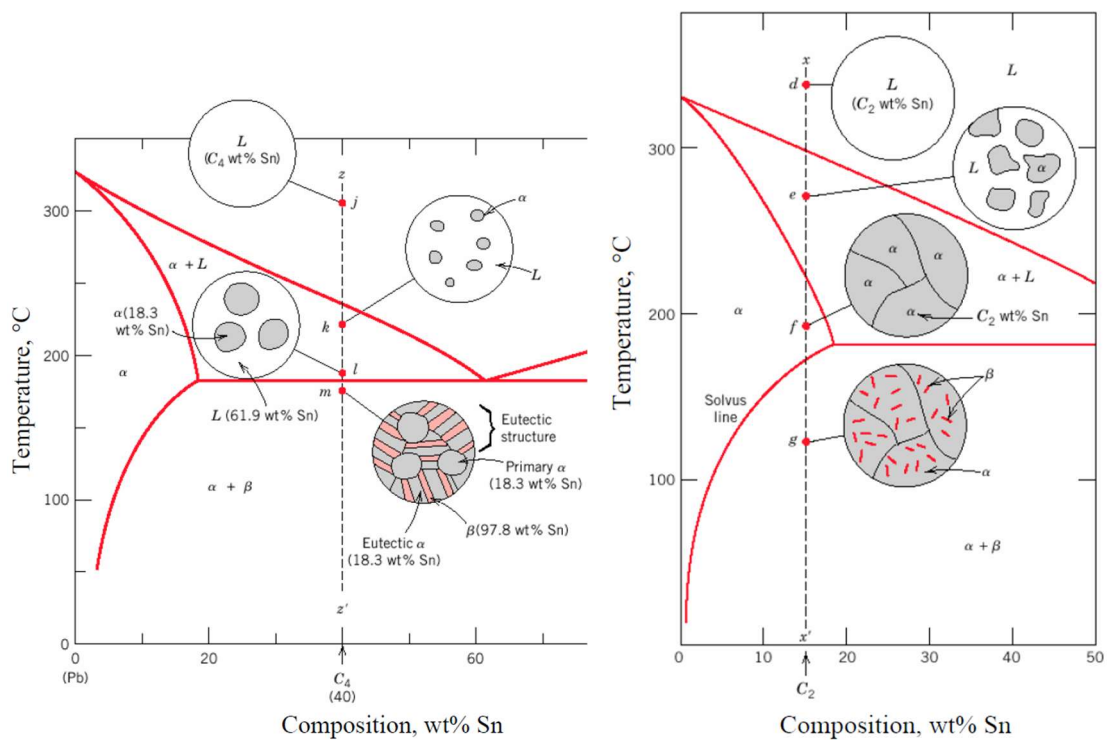 L
(C4 wt% Sn)
z
j
300
α
L
α + L
α(18.3
wt% Sn)
k
200
l
α
m
L (61.9 wt% Sn)
Eutectic
structure
Primary α
(18.3 wt% Sn)
100
α + β
β(97.8 wt% Sn)
Eutectic α
(18.3 wt% Sn)
z′
0
0
20
60
(Pb)
C4
(40)
Temperature, °C
Composition, wt% Sn
x
d
L
L
(C2 wt% Sn)
300
L
α
e
α
α
α
α
α + L
α
f
C2 wt% Sn
200
β
Solvus
line
g
α
100
α + β
x′
0
10
20
30
40
50
C2
Temperature, °C
Composition, wt% Sn